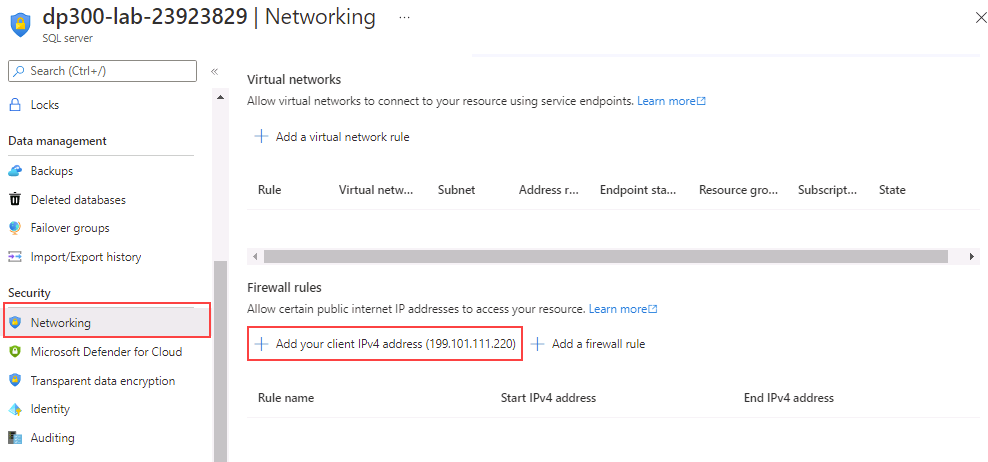 dp300-lab-23923829 | Networking ...
SQL server
Search (Ctrl+/)
«
Locks
Data management
Backups
Deleted databases
Failover groups
Import/Export history
Security
Networking
Microsoft Defender for Cloud
Transparent data encryption
Identity
Auditing
Virtual networks
Allow virtual networks to connect to your resource using service endpoints. Learn more
Add a virtual network rule
Rule Virtual netw... Subnet Address r... Endpoint sta... Resource gro... Subscript... State
Firewall rules
Allow certain public internet IP addresses to access your resource. Learn more
Add your client IPv4 address (199.101.111.220) Add a firewall rule
Rule name Start IPv4 address End IPv4 address